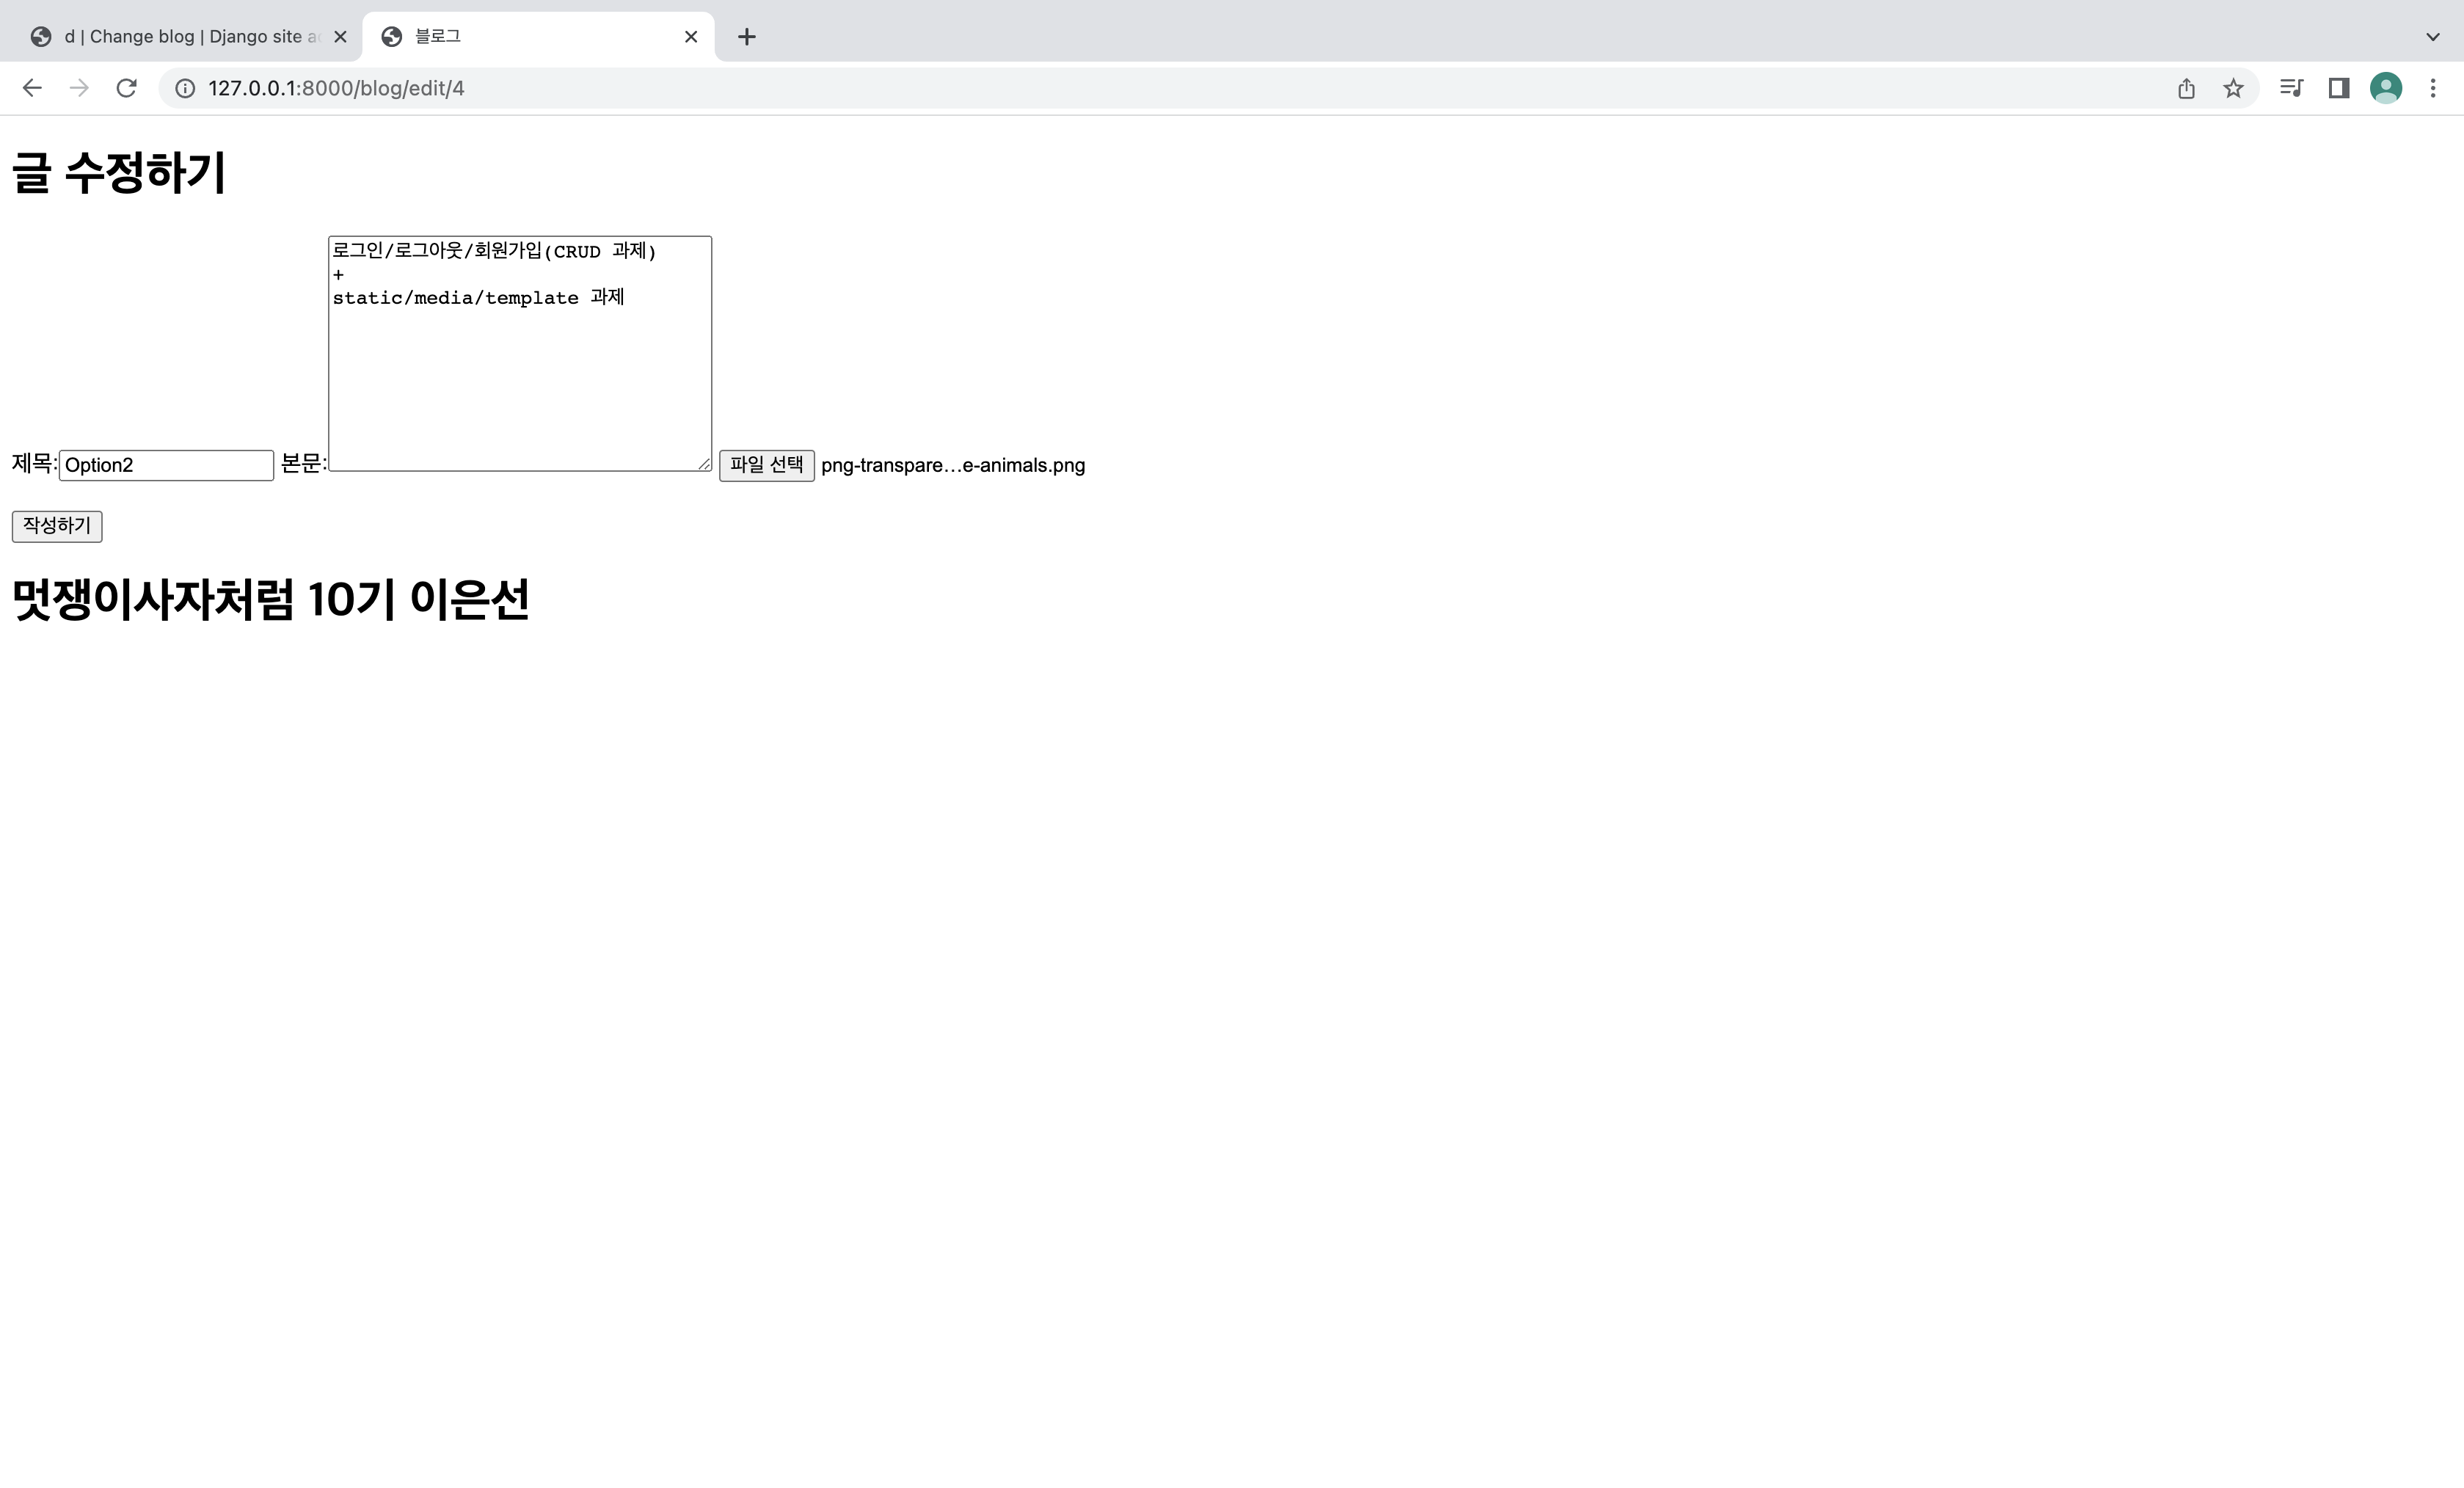 d | Change blog | Django site a
블로그
127.0.0.1:8000/blog/edit/4
글 수정하기
로그인/로그아웃/회원가입(CRUD 과제)
+
static/media/template 과제
제목: Option2 본문: 파일 선택 png-transpare...e-animals.png
작성하기
멋쟁이사자처럼 10기 이은선